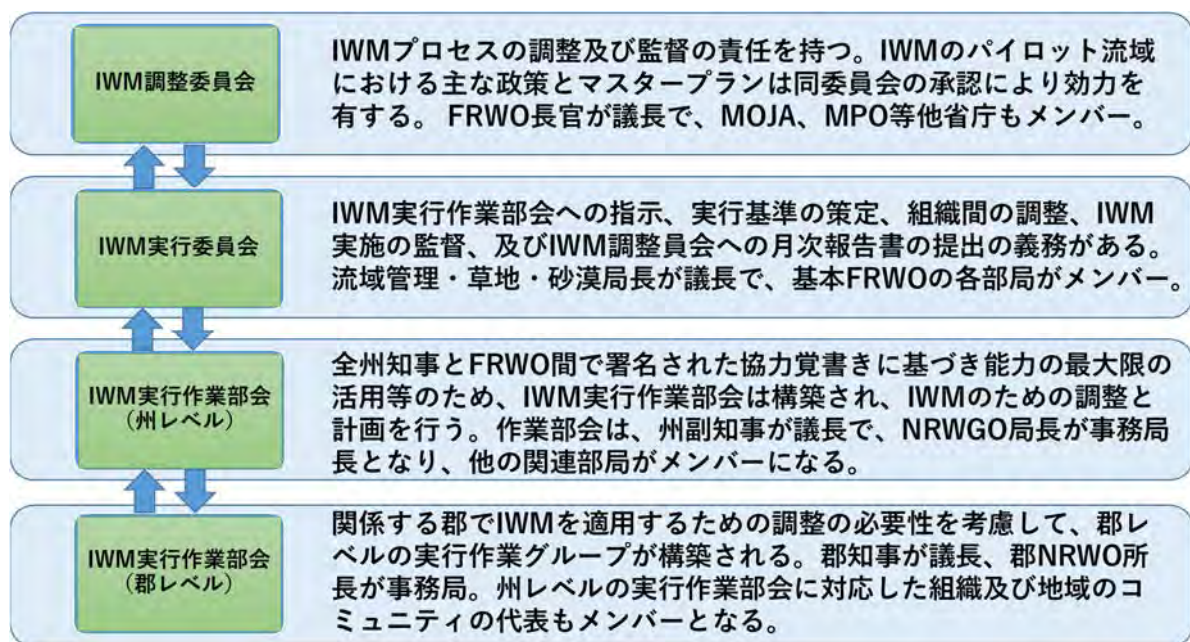 IWM調整委員会
IWMプロセスの調整及び監督の責任を持つ。IWMのパイロット流域
における主な政策とマスタープランは同委員会の承認により効力を
有する。 FRWO長官が議長で、MOJA、MPO等他省庁もメンバー。
IWM実行委員会
IWM実行作業部会への指示、実行基準の策定、組織間の調整、IWM
実施の監督、及びIWM調整員会への月次報告書の提出の義務がある。
流域管理・草地・砂漠局長が議長で、基本FRWOの各部局がメンバー。
IWM実行作業部会
（州レベル）
全州知事とFRWO間で署名された協力覚書きに基づき能力の最大限の
活用等のため、IWM実行作業部会は構築され、IWMのための調整と
計画を行う。作業部会は、州副知事が議長で、NRWGO局長が事務局
長となり、他の関連部局がメンバーになる。
IWM実行作業部会
（郡レベル）
関係する郡でIWMを適用するための調整の必要性を考慮して、郡レ
ベルの実行作業グループが構築される。郡知事が議長、郡NRWO所
長が事務局。州レベルの実行作業部会に対応した組織及び地域のコ
ミュニティの代表もメンバーとなる。